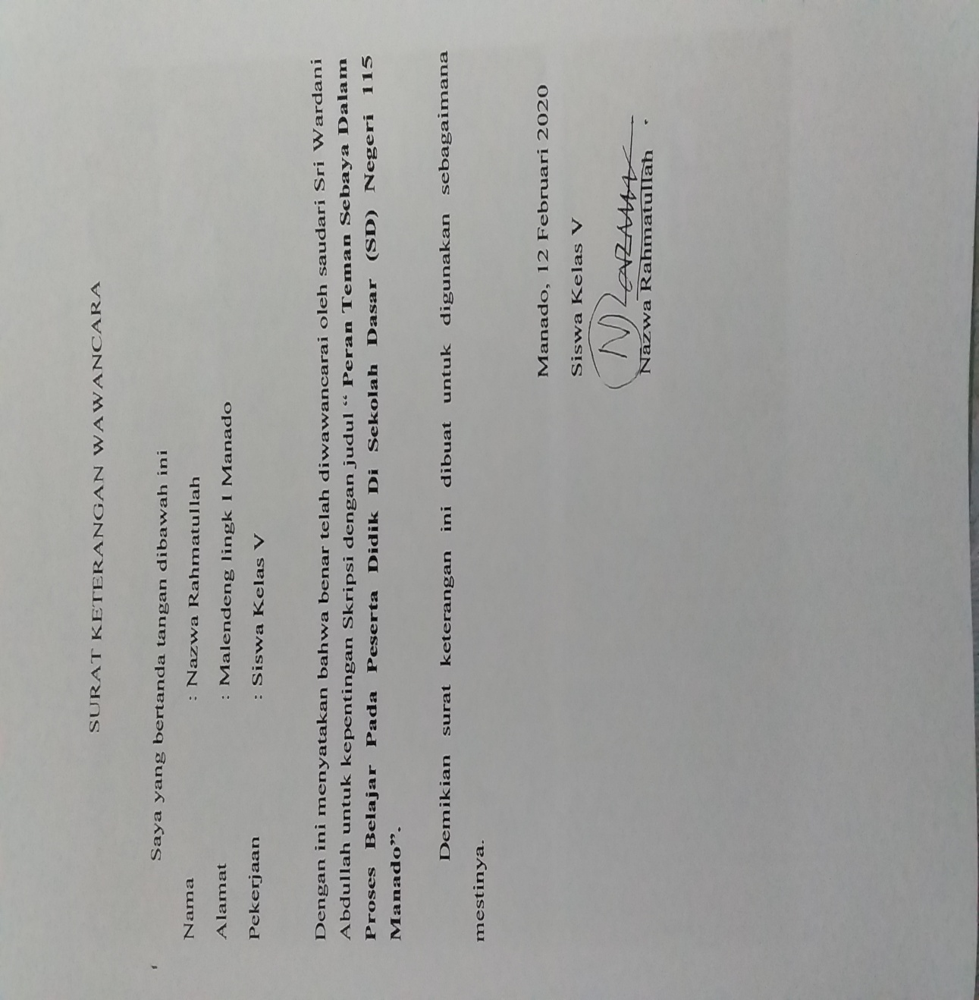 SURAT KETERANGAN WAWANCARA
Saya yang bertanda tangan dibawah ini
Nama : Nazwa Rahmatullah
Alamat : Malendeng lingk I Manado
Pekerjaan : Siswa Kelas V
Dengan ini menyatakan bahwa benar telah diwawancarai oleh saudari Sri Wardani
Abdullah untuk kepentingan Skripsi dengan judul “ Peran Teman Sebaya Dalam
Proses Belajar Pada Peserta Didik Di Sekolah Dasar (SD) Negeri 115
Manado”.
Demikian surat keterangan ini dibuat untuk digunakan sebagaimana
mestinya.
Manado, 12 Februari 2020
Siswa Kelas V
Nazwa Rahmatullah